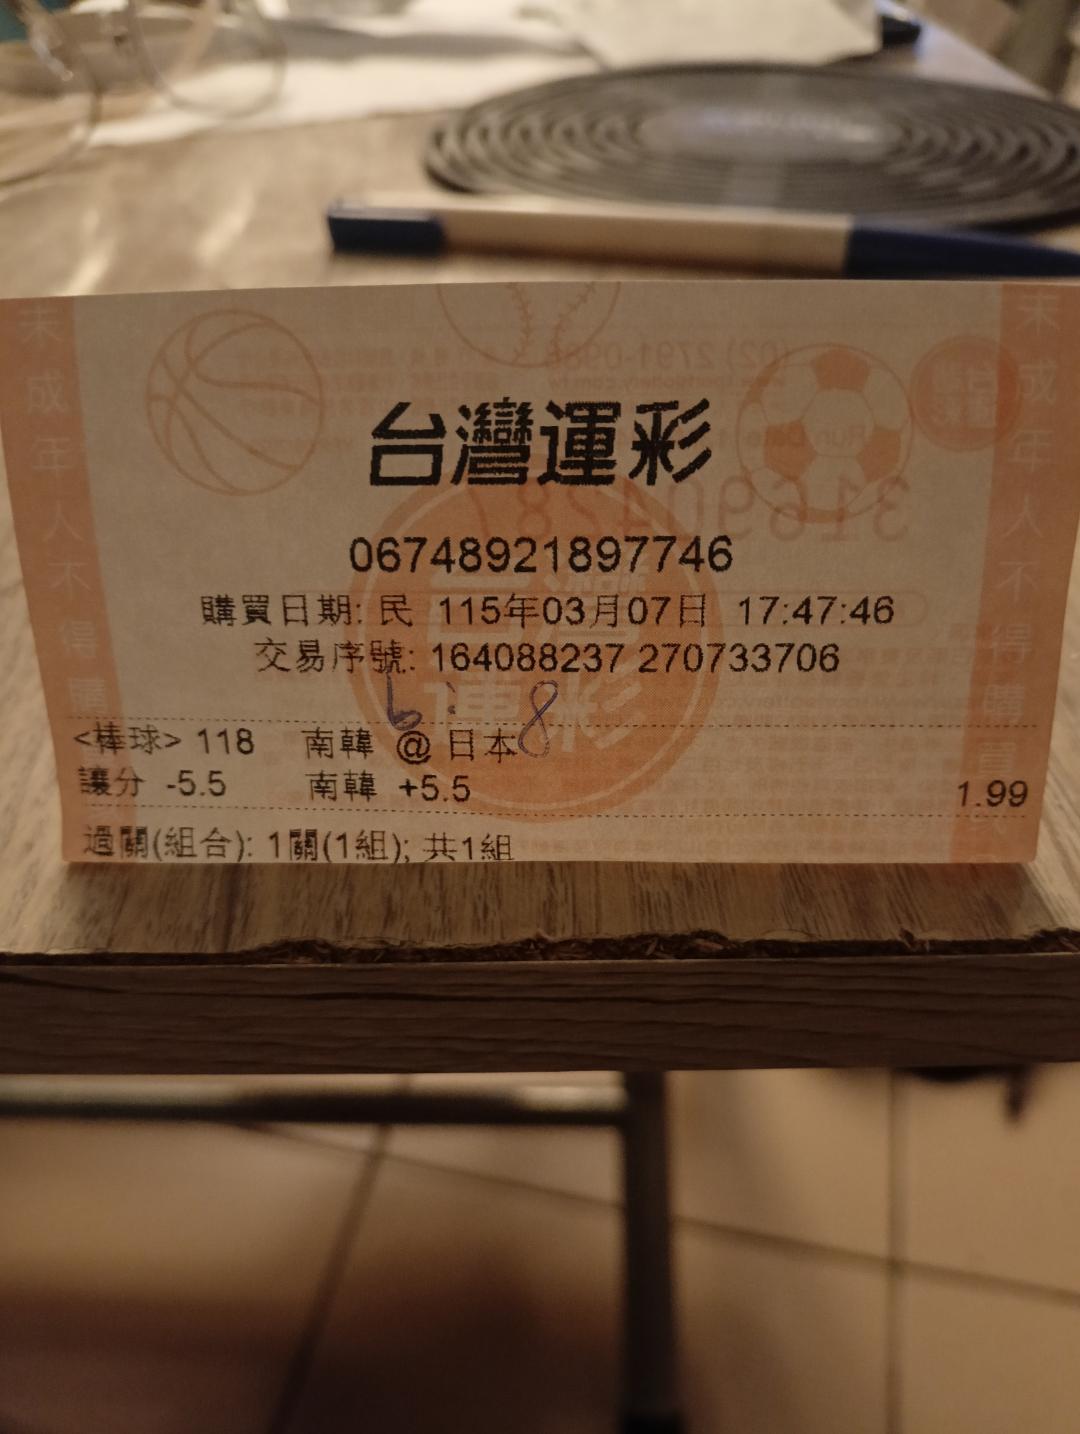 台灣運彩
06748921897746
購買日期: 民 115年03月07日 17:47:46
交易序號: 164088237 270733706
6 : 8
<棒球> 118 南韓 @ 日本
讓分 -5.5 南韓 +5.5 1.99
過關(組合): 1關(1組); 共1組
未成年人不得購
未成年人不得購買